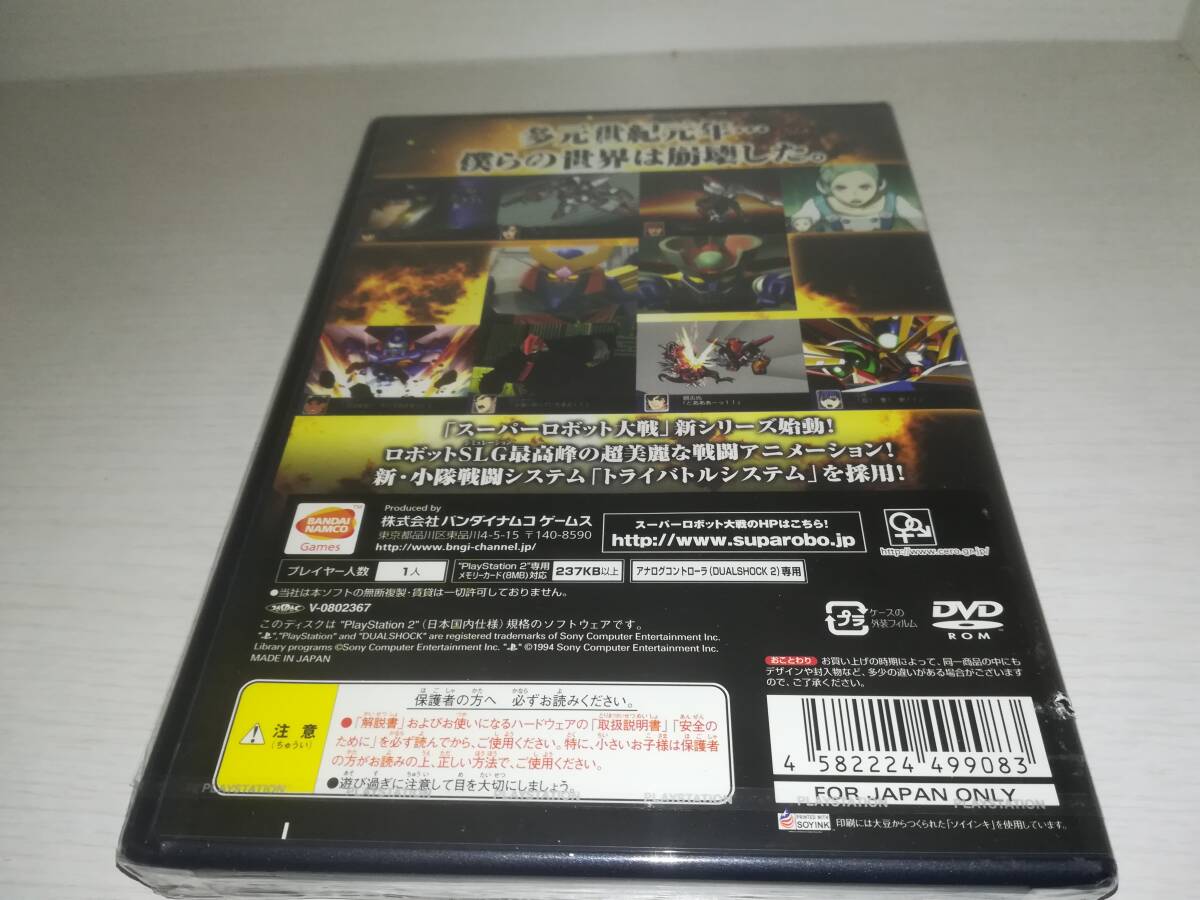 多元世紀元年…
僕らの世界は崩壊した。
「スーパーロボット大戦」新シリーズ始動!
シミュレーション
ロボットSLG最高峰の超美麗な戦闘アニメーション!
新・小隊戦闘システム「トライバトルシステム」を採用!
BANDAI
NAMCO
Games
TM
Produced by
株式会社 バンダイナムコ ゲームス
東京都品川区東品川4-5-15 〒140-8590
http://www.bngi-channel.jp/
スーパーロボット大戦のHPはこちら!
http://www.suparobo.jp
http://www.cero.gr.jp/
プレイヤー人数 1人
"PlayStation 2"専用
メモリーカード(8MB)対応 237KB以上
アナログコントローラ(DUALSHOCK 2)専用
●当社は本ソフトの無断複製・賃貸は一切許可しておりません。
V-0802367
このディスクは "PlayStation 2"(日本国内仕様)規格のソフトウェアです。
"PlayStation" and "DUALSHOCK" are registered trademarks of Sony Computer Entertainment Inc.
Library programs ©Sony Computer Entertainment Inc. ©1994 Sony Computer Entertainment Inc.
MADE IN JAPAN
プラ
ケースの
外装フィルム
DVD
ROM
おことわり お買い上げの時期によって、同一商品の中にも
デザインや封入物など、多少の違いがある場合がございます
ので、ご了承ください。
注意
(ちゅうい)
保護者の方へ 必ずお読みください。
●「解説書」およびお使いになるハードウェアの「取扱説明書」「安全の
ために」を必ず読んでから、ご使用ください。特に、小さいお子様は保護者
の方がお読みの上、正しい方法で、ご使用ください。
●遊び過ぎに注意して目を大切にしましょう。
4 582224 499083
FOR JAPAN ONLY
PLAYSTATION PLAYSTATION PLAYSTATION PLAYSTATION PLAYSTATION PLAYSTATION
PRINTED WITH
SOY INK
印刷には大豆からつくられた「ソイインキ」を使用しています。